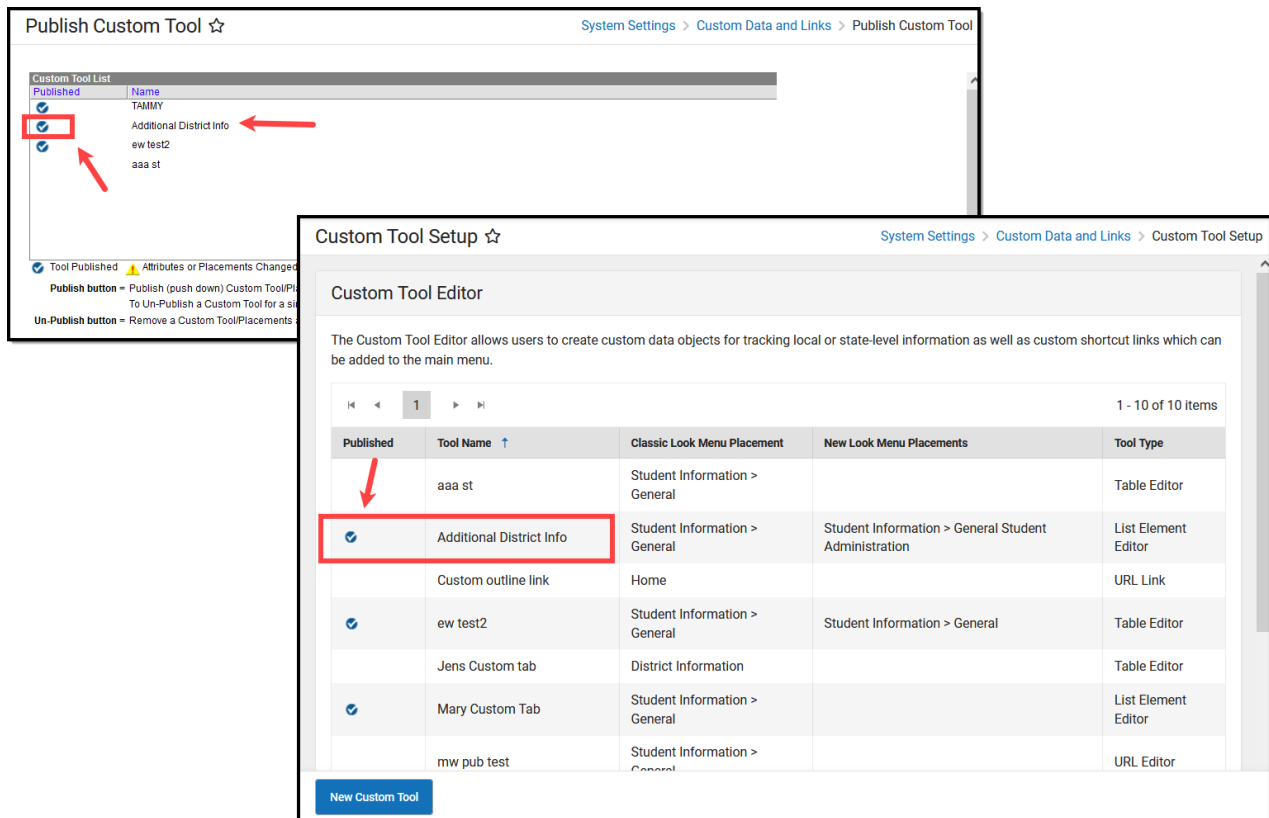 Publish Custom Tool
System Settings > Custom Data and Links > Publish Custom Tool
Custom Tool List
Published Name
TAMMY
Additional District Info
ew test2
aaa st
Tool Published Attributes or Placements Changed
Publish button = Publish (push down) Custom Tool/
To Un-Publish a Custom Tool for a
Un-Publish button = Remove a Custom Tool/Placements
Custom Tool Setup
System Settings > Custom Data and Links > Custom Tool Setup
Custom Tool Editor
The Custom Tool Editor allows users to create custom data objects for tracking local or state-level information as well as custom shortcut links which can
be added to the main menu.
1 1 - 10 of 10 items
Published Tool Name ↑ Classic Look Menu Placement New Look Menu Placements Tool Type
aaa st Student Information > Table Editor
General
Additional District Info Student Information > Student Information > General Student List Element
General Administration Editor
Custom outline link Home URL Link
ew test2 Student Information > Student Information > General Table Editor
General
Jens Custom tab District Information Table Editor
Mary Custom Tab Student Information > List Element
General Editor
mw pub test Student Information > URL Editor
General
New Custom Tool